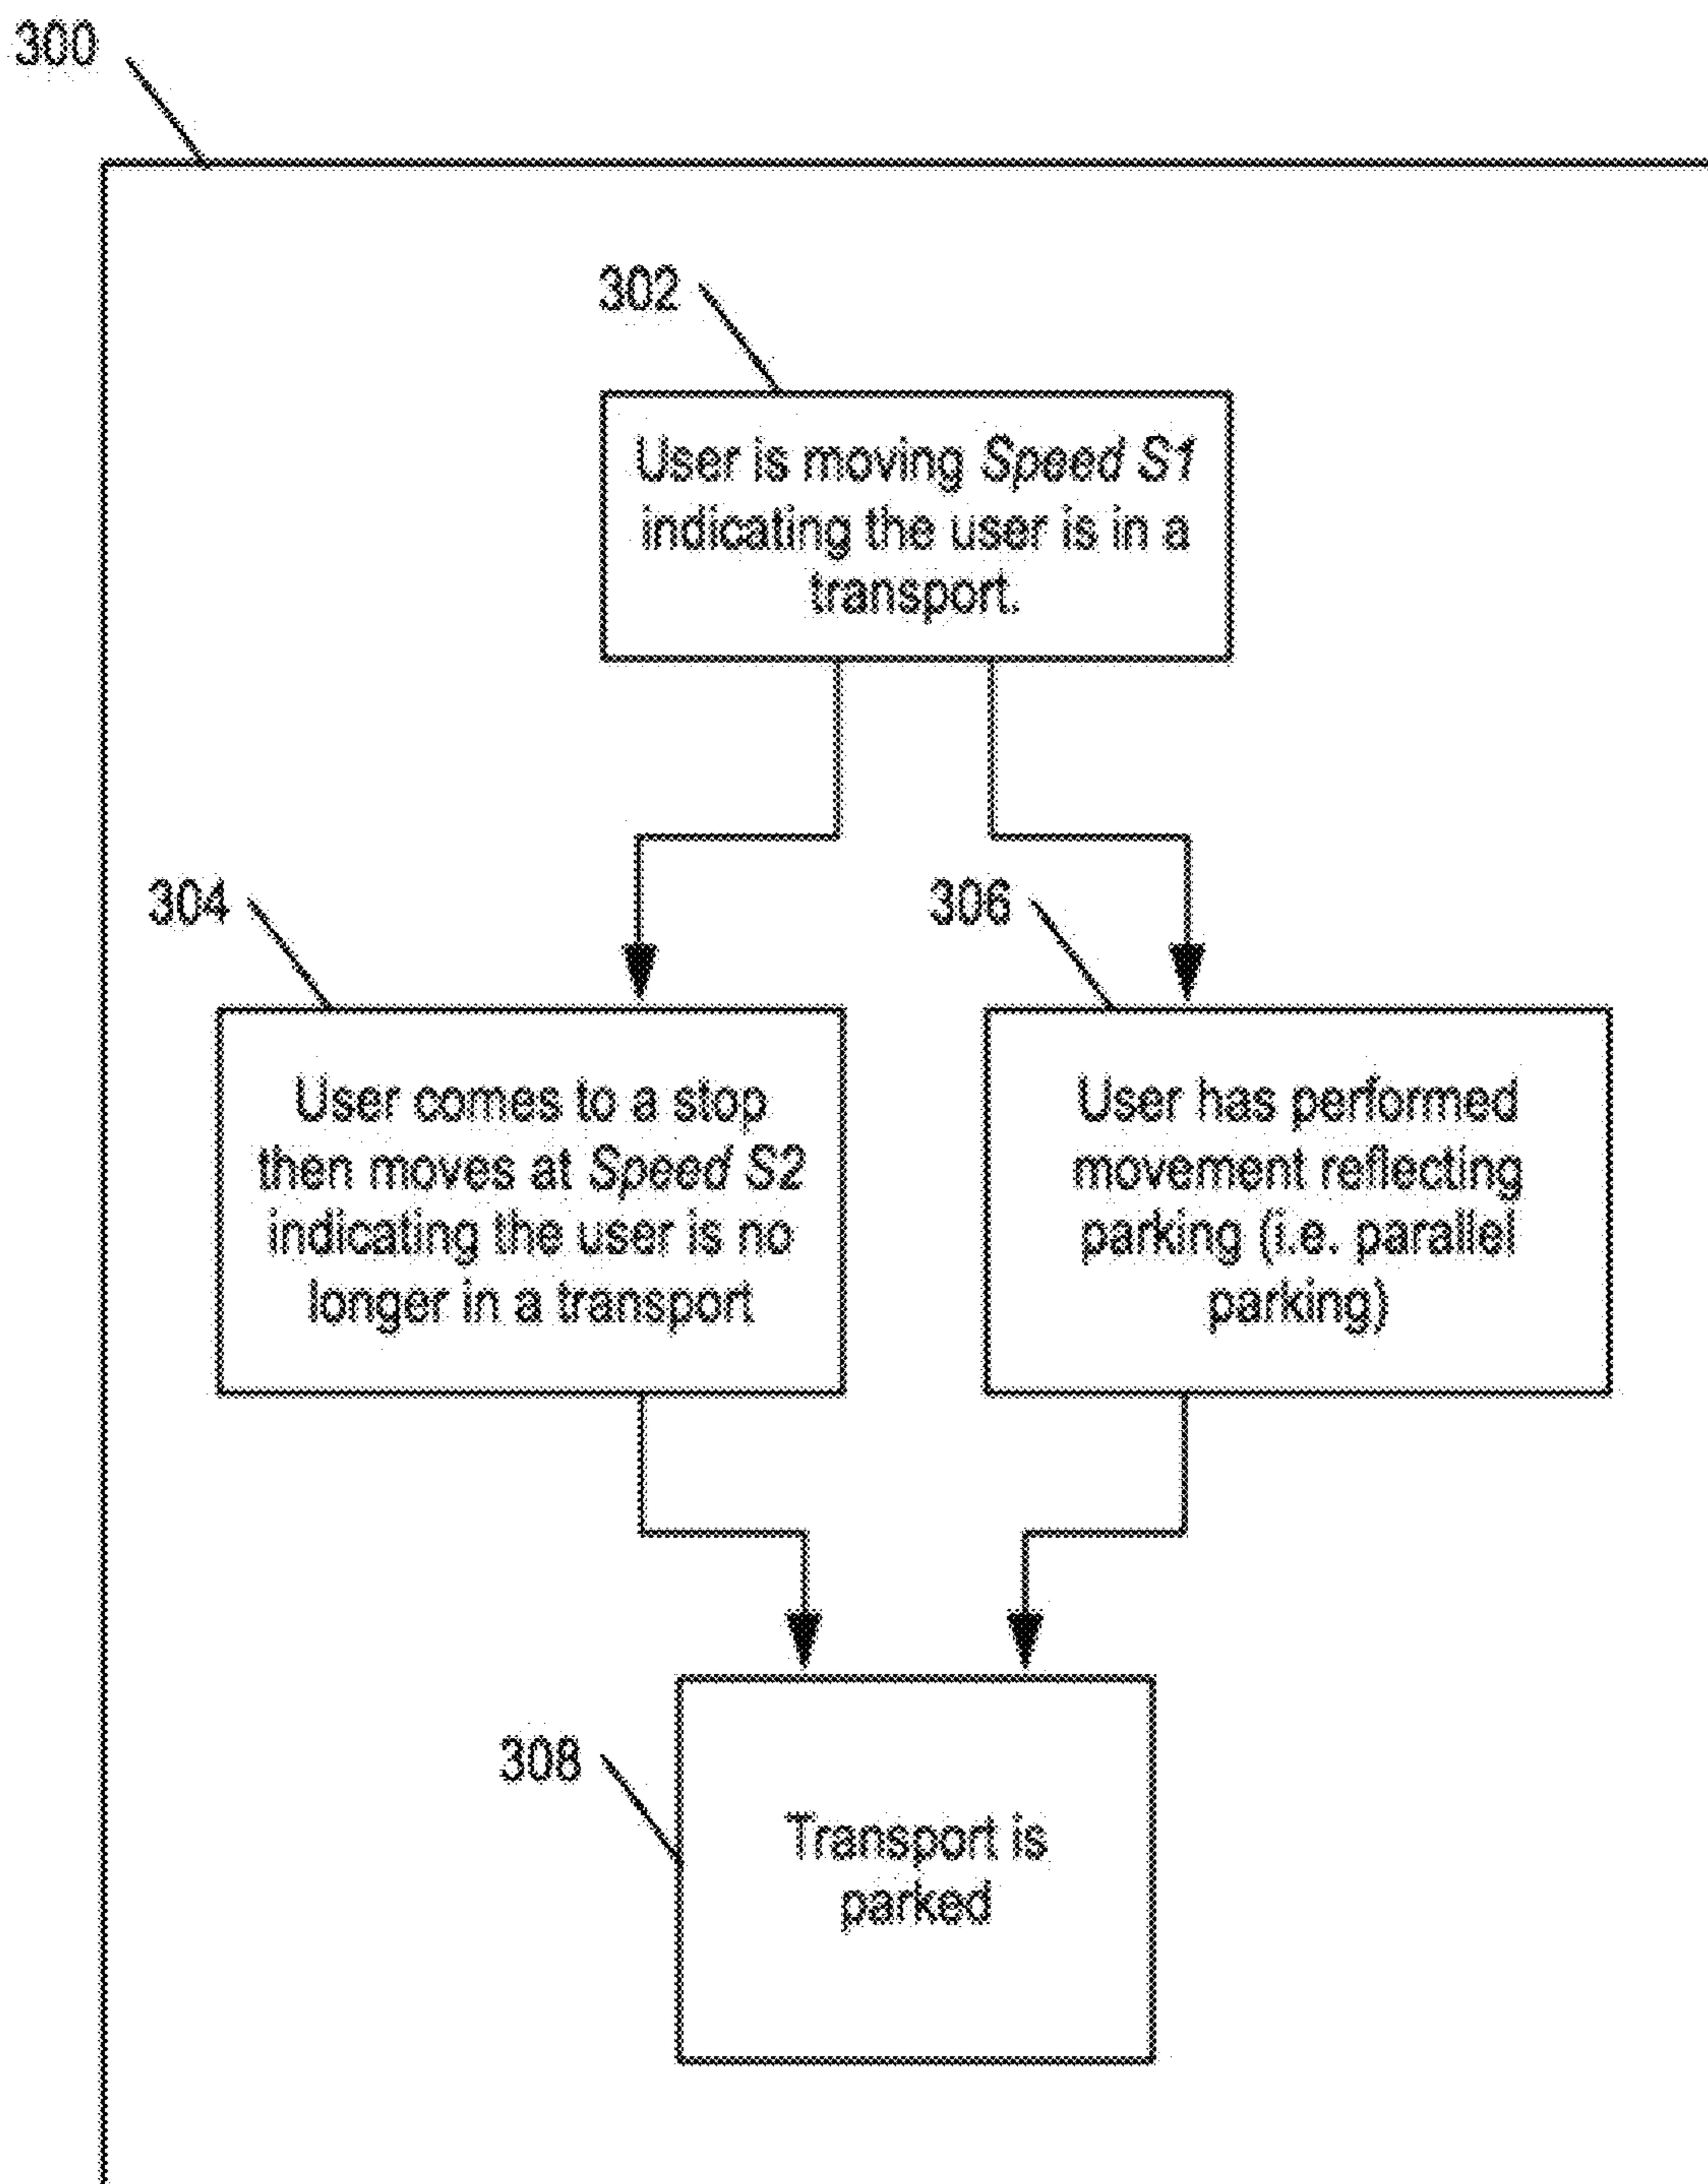 300
302
User is moving Speed S1
indicating the user is in a
transport.
304
306
User comes to a stop
then moves at Speed S2
indicating the user is no
longer in a transport
User has performed
movement reflecting
parking (i.e. parallel
parking)
308
Transport is
parked